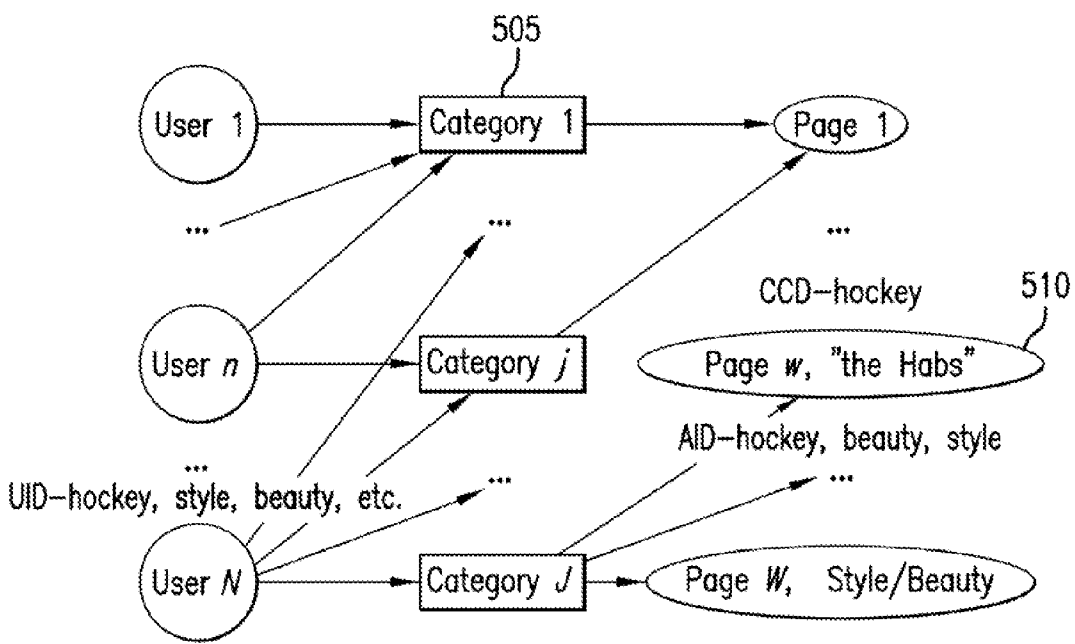 505
User 1
Category 1
Page 1
...
...
...
CCD-hockey
510
User n
Category j
Page w, "the Habs"
AID-hockey, beauty, style
...
...
...
UID-hockey, style, beauty, etc.
User N
Category J
Page W, Style/Beauty